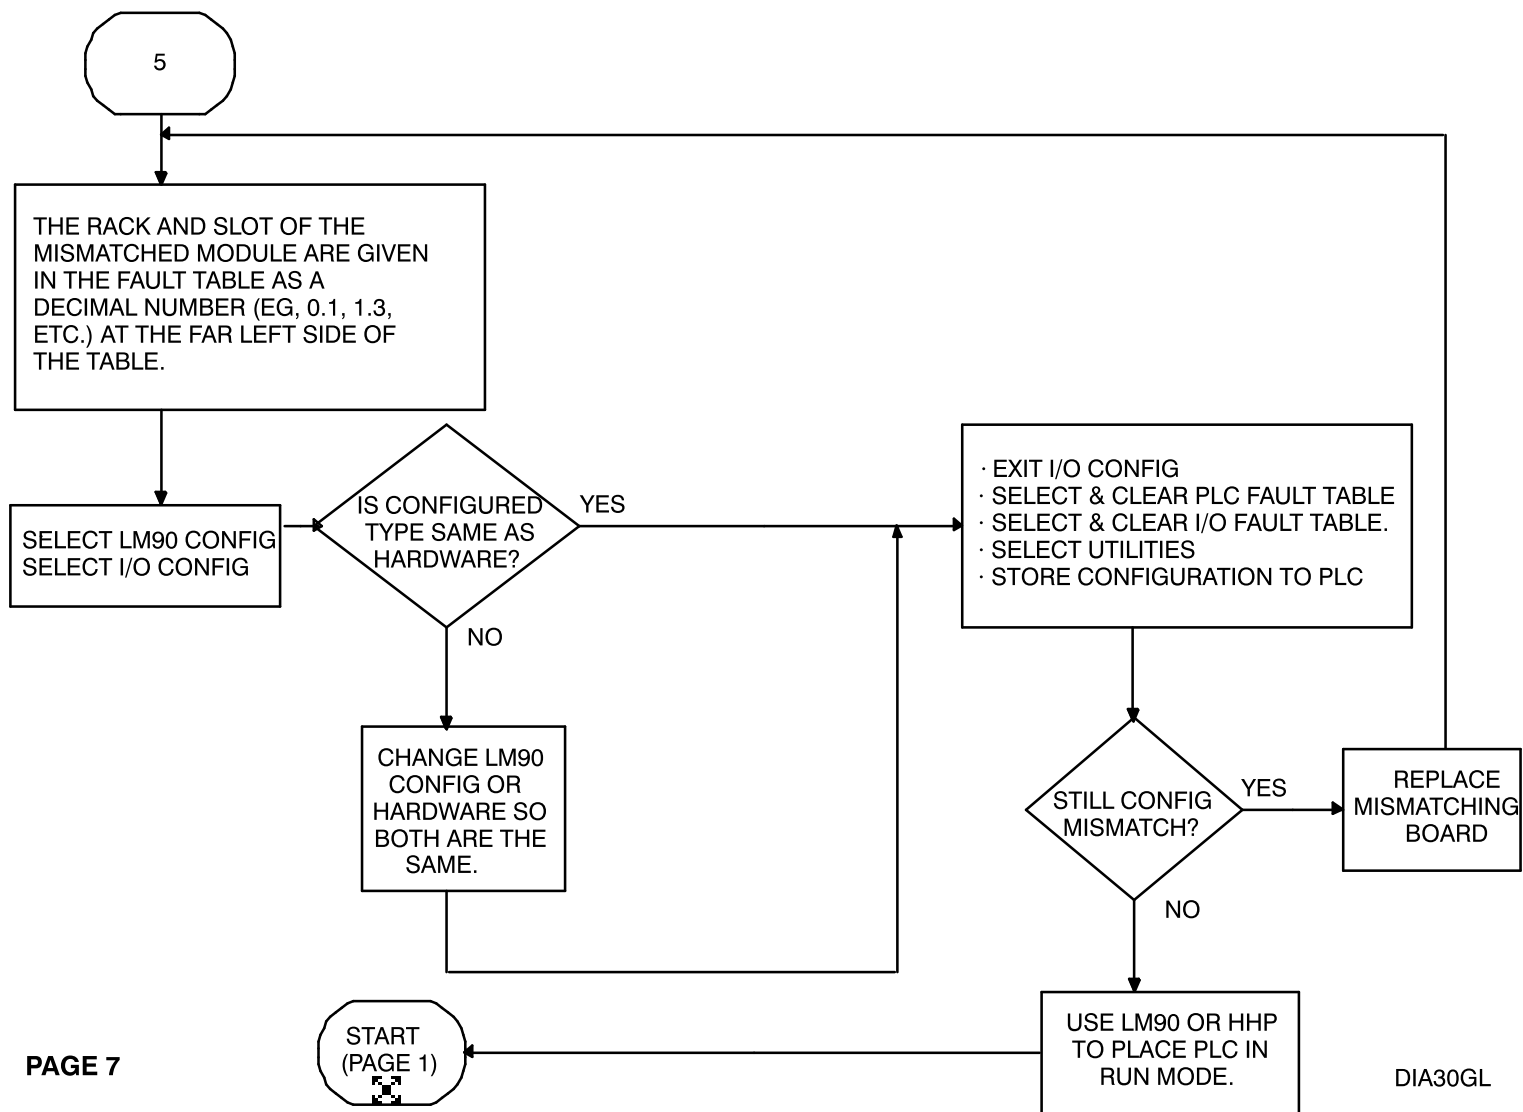 5
THE RACK AND SLOT OF THE
MISMATCHED MODULE ARE GIVEN
IN THE FAULT TABLE AS A
DECIMAL NUMBER (EG, 0.1, 1.3,
ETC.) AT THE FAR LEFT SIDE OF
THE TABLE.
SELECT LM90 CONFIG
SELECT I/O CONFIG
IS CONFIGURED
TYPE SAME AS
HARDWARE?
YES
NO
CHANGE LM90
CONFIG OR
HARDWARE SO
BOTH ARE THE
SAME.
· EXIT I/O CONFIG
· SELECT & CLEAR PLC FAULT TABLE
· SELECT & CLEAR I/O FAULT TABLE.
· SELECT UTILITIES
· STORE CONFIGURATION TO PLC
STILL CONFIG
MISMATCH?
YES
REPLACE
MISMATCHING
BOARD
NO
USE LM90 OR HHP
TO PLACE PLC IN
RUN MODE.
START
(PAGE 1)
PAGE 7
DIA30GL